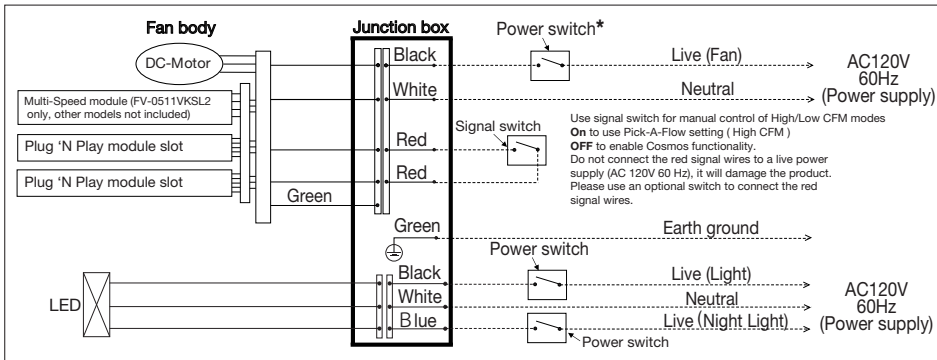 Fan body
Junction box
Power switch*
DC-Motor
Black
Live (Fan)
AC120V
60Hz
(Power supply)
White
Neutral
Multi-Speed module (FV-0511VKSL2
only, other models not included)
Plug ‘N Play module slot
Plug ‘N Play module slot
Red
Signal switch
Red
Green
Use signal switch for manual control of High/Low CFM modes
On to use Pick-A-Flow setting ( High CFM )
OFF to enable Cosmos functionality.
Do not connect the red signal wires to a live power
supply (AC 120V 60 Hz), it will damage the product.
Please use an optional switch to connect the red
signal wires.
Green
Earth ground
LED
Black
Power switch
Live (Light)
White
Neutral
Blue
Live (Night Light)
Power switch
AC120V
60Hz
(Power supply)